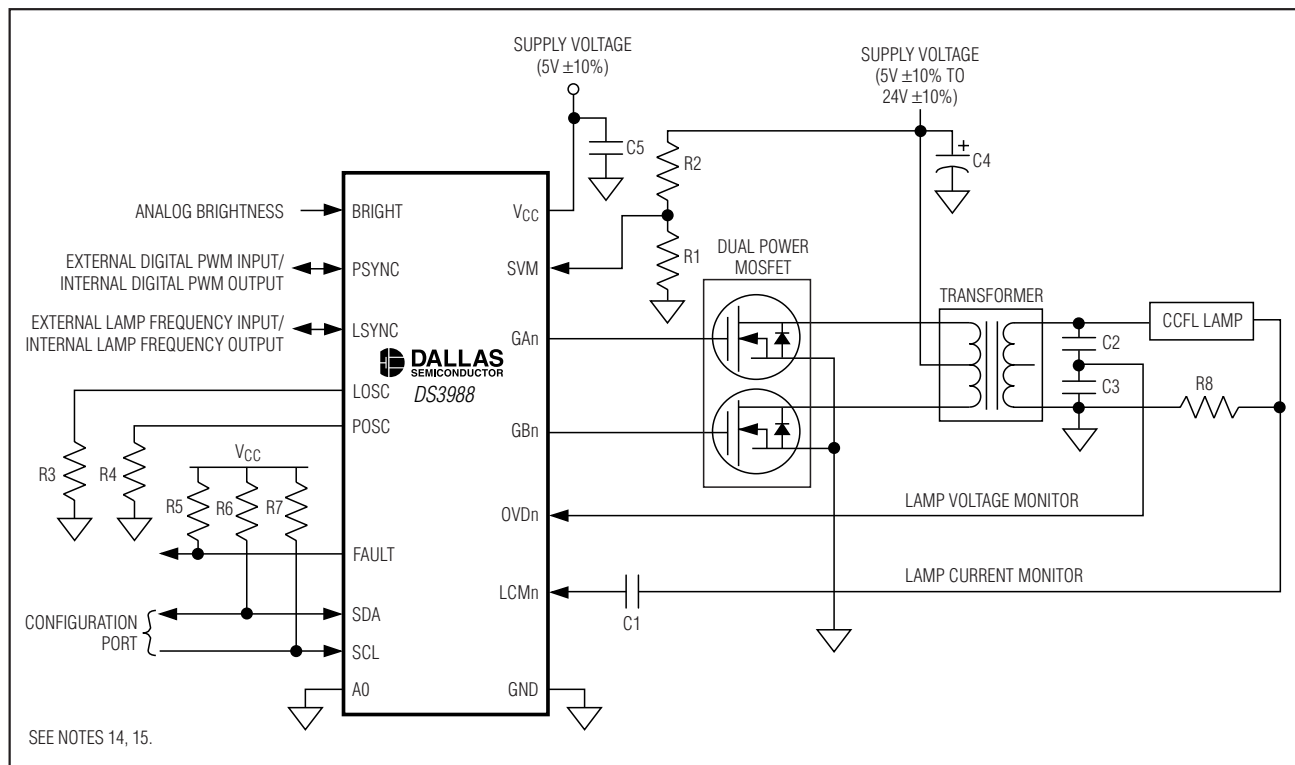 SUPPLY VOLTAGE
(5V ±10%)
SUPPLY VOLTAGE
(5V ±10% TO
24V ±10%)
C5
R2
C4
ANALOG BRIGHTNESS
BRIGHT
VCC
R1
DUAL POWER
MOSFET
EXTERNAL DIGITAL PWM INPUT/
INTERNAL DIGITAL PWM OUTPUT
PSYNC
SVM
TRANSFORMER
EXTERNAL LAMP FREQUENCY INPUT/
INTERNAL LAMP FREQUENCY OUTPUT
LSYNC
GAn
CCFL LAMP
C2
DALLAS
SEMICONDUCTOR
DS3988
C3
R8
LOSC
POSC
GBn
VCC
R3
R4
R5
R6
R7
LAMP VOLTAGE MONITOR
OVDn
FAULT
LAMP CURRENT MONITOR
LCMn
C1
CONFIGURATION
PORT
SDA
SCL
A0
GND
SEE NOTES 14, 15.